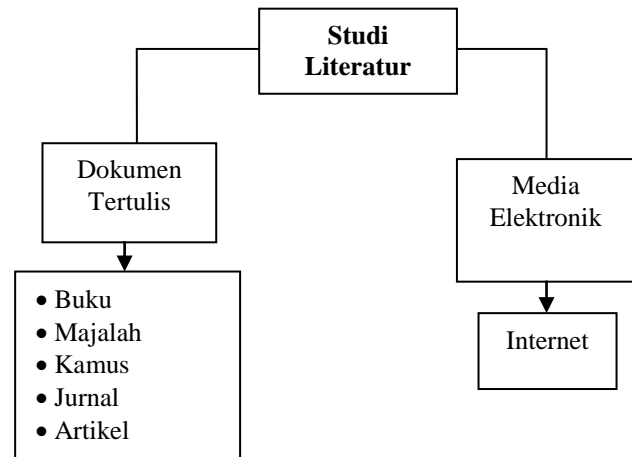 Studi
Literatur
Dokumen
Tertulis
Media
Elektronik
• Buku
• Majalah
• Kamus
• Jurnal
• Artikel
Internet